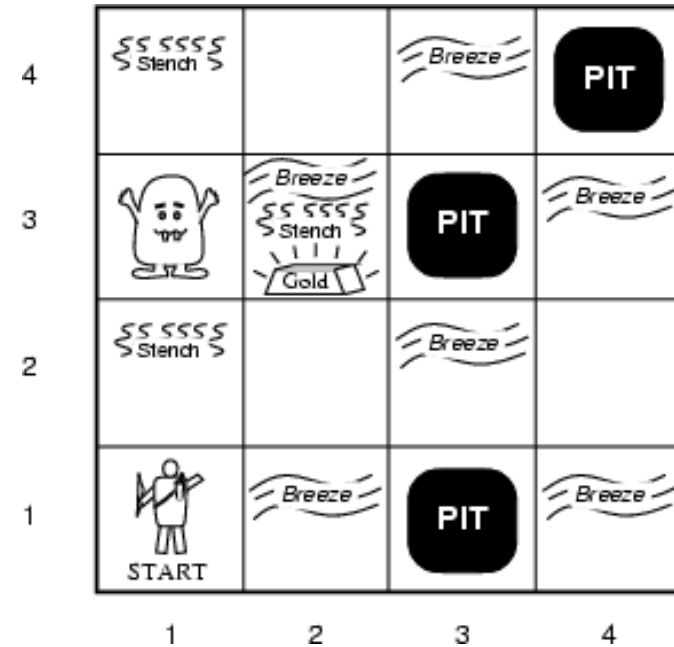 4
Stench
Breeze
PIT
3
Breeze
Stench
Gold
PIT
Breeze
2
Stench
Breeze
1
START
Breeze
PIT
Breeze
1 2 3 4